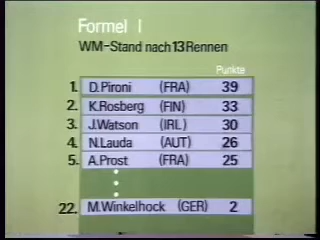 Formel 1
WM-Stand nach 13 Rennen
Punkte
1. D.Pironi (FRA) 39
2. K.Rosberg (FIN) 33
3. J.Watson (IRL) 30
4. N.Lauda (AUT) 26
5. A.Prost (FRA) 25
22. M.Winkelhock (GER) 2